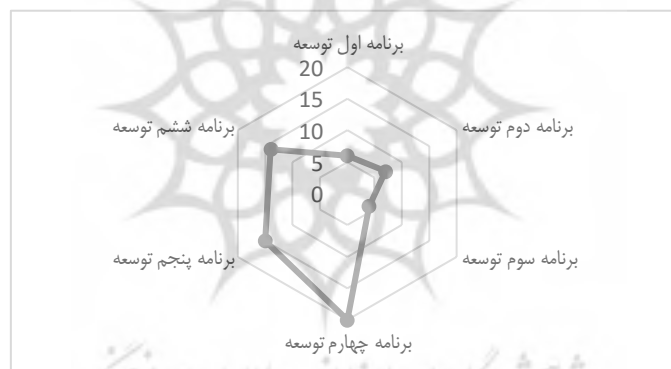 برنامه اول توسعه
20
15
10
5
0
برنامه دوم توسعه
برنامه سوم توسعه
برنامه چهارم توسعه
برنامه پنجم توسعه
برنامه ششم توسعه